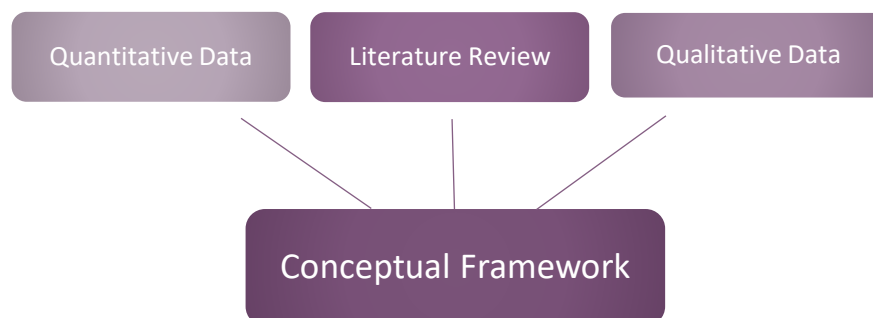 Quantitative Data
Literature Review
Qualitative Data
Conceptual Framework